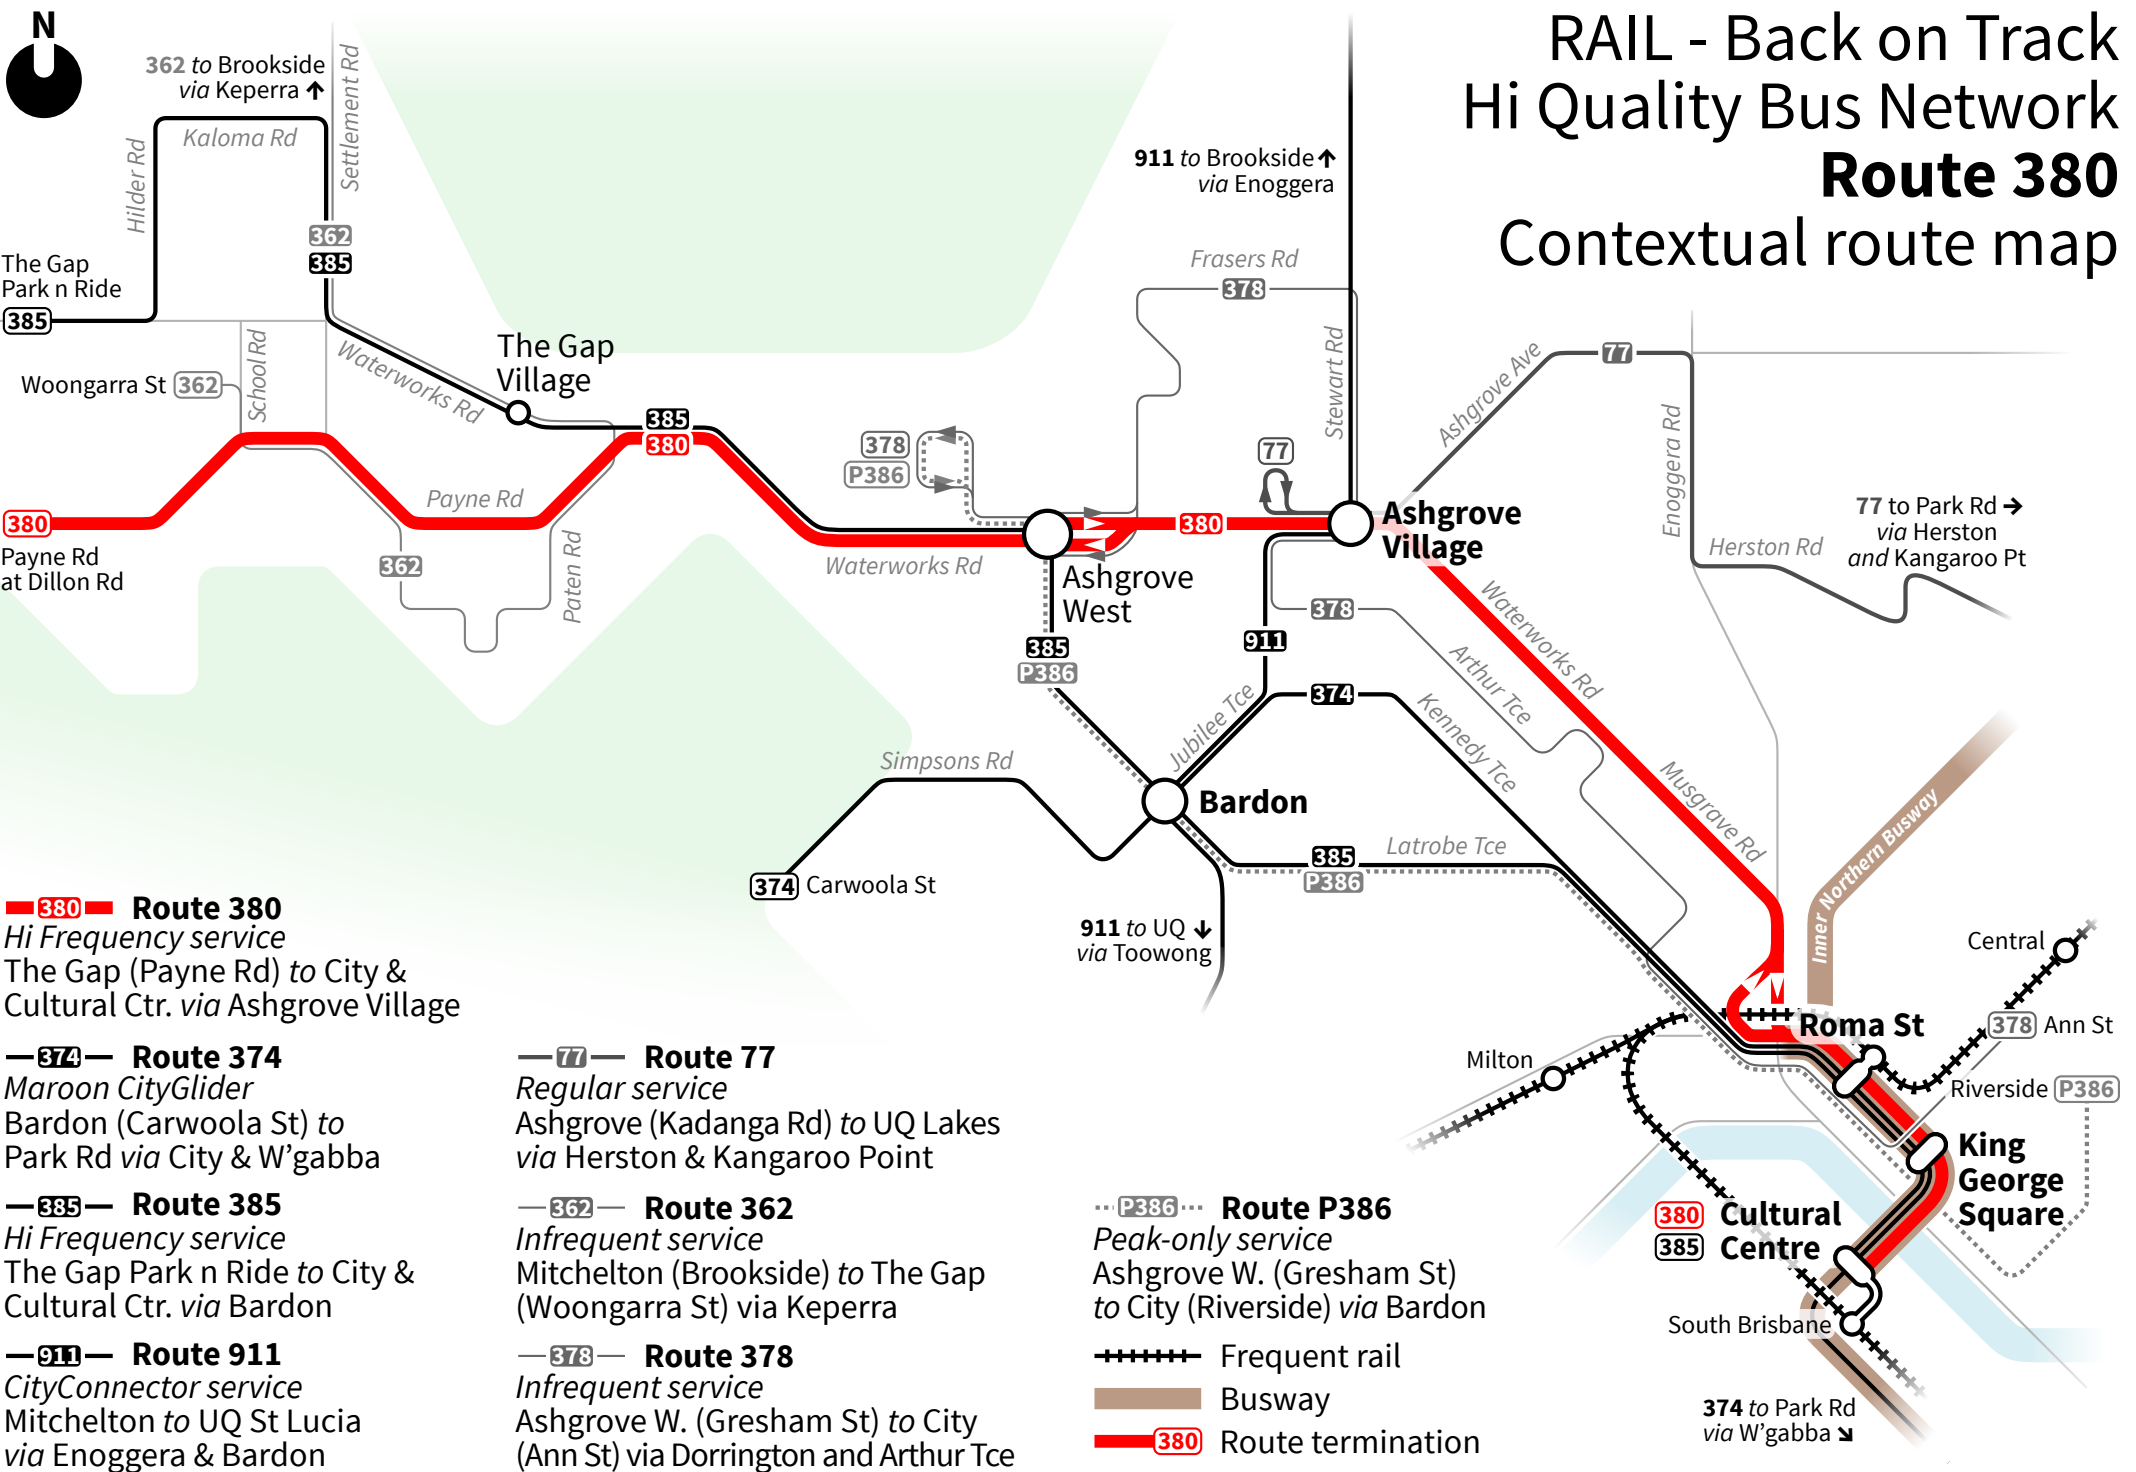 RAIL - Back on Track
Hi Quality Bus Network
Route 380
Contextual route map
N
362 to Brookside
via Keperra ↑
Settlement Rd
Kaloma Rd
Hilder Rd
362
385
The Gap
Park n Ride
385
Woongarra St 362
School Rd
Waterworks Rd
The Gap
Village
385
380
380
Payne Rd
at Dillon Rd
Payne Rd
362
Paten Rd
378
P386
Waterworks Rd
Ashgrove
West
911 to Brookside ↑
via Enoggera
Frasers Rd
378
Stewart Rd
77
380
Ashgrove
Village
Ashgrove Ave
77
Enoggera Rd
Herston Rd
77 to Park Rd →
via Herston
and Kangaroo Pt
385
P386
911
378
374
Jubilee Tce
Arthur Tce
Kennedy Tce
Waterworks Rd
Musgrave Rd
Simpsons Rd
Bardon
374 Carwoola St
385
P386
Latrobe Tce
911 to UQ ↓
via Toowong
Inner Northern Busway
Central
Roma St
378 Ann St
Milton
Riverside P386
King
George
Square
380 Cultural
385 Centre
South Brisbane
374 to Park Rd
via W'gabba ↘
380 Route 380
Hi Frequency service
The Gap (Payne Rd) to City &
Cultural Ctr. via Ashgrove Village
374 Route 374
Maroon CityGlider
Bardon (Carwoola St) to
Park Rd via City & W'gabba
385 Route 385
Hi Frequency service
The Gap Park n Ride to City &
Cultural Ctr. via Bardon
911 Route 911
CityConnector service
Mitchelton to UQ St Lucia
via Enoggera & Bardon
77 Route 77
Regular service
Ashgrove (Kadanga Rd) to UQ Lakes
via Herston & Kangaroo Point
362 Route 362
Infrequent service
Mitchelton (Brookside) to The Gap
(Woongarra St) via Keperra
378 Route 378
Infrequent service
Ashgrove W. (Gresham St) to City
(Ann St) via Dorrington and Arthur Tce
P386 Route P386
Peak-only service
Ashgrove W. (Gresham St)
to City (Riverside) via Bardon
Frequent rail
Busway
380 Route termination